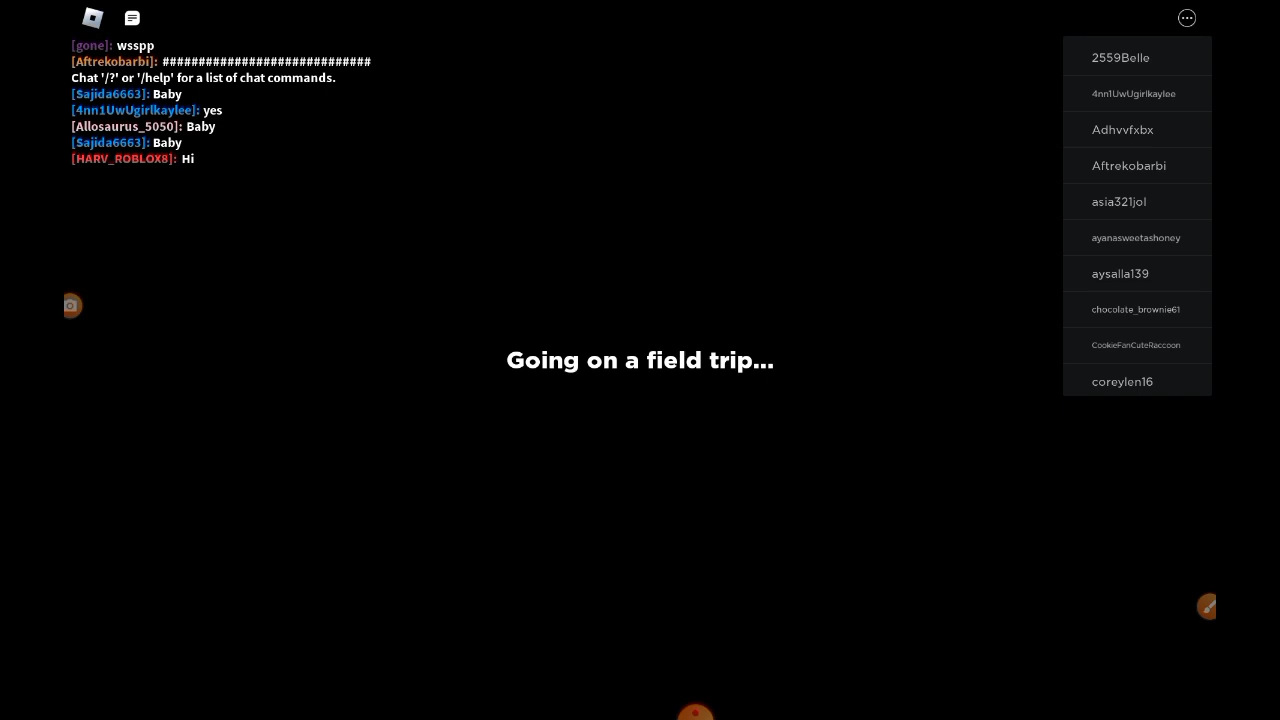 [gone]: wsspp
[Aftrekobarbi]: #############################
Chat '/?' or '/help' for a list of chat commands.
[Sajida6663]: Baby
[4nn1UwUgirlkaylee]: yes
[Allosaurus_5050]: Baby
[Sajida6663]: Baby
[HARV_ROBLOX8]: Hi
Going on a field trip...
2559Belle
4nn1UwUgirlkaylee
Adhvvfxbx
Aftrekobarbi
asia321jol
ayanasweetashoney
aysalla139
chocolate_brownie61
CookieFanCuteRaccoon
coreylen16